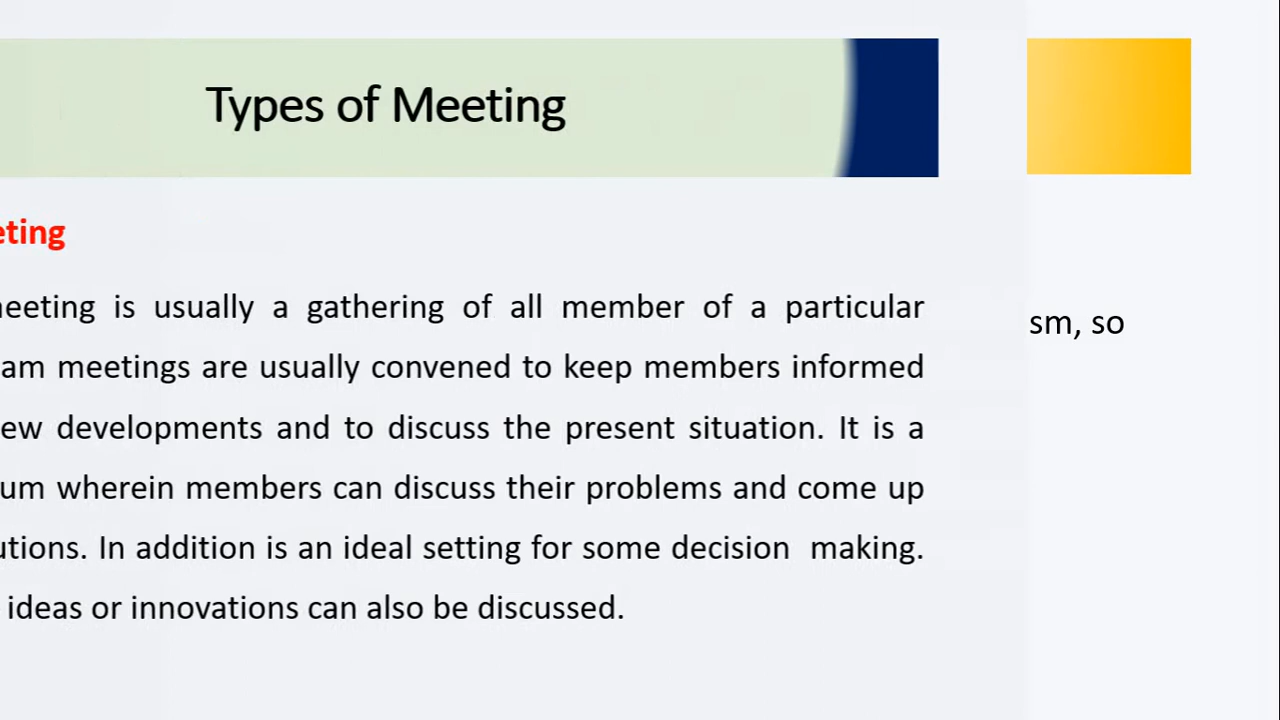 Types of Meeting
eting
neeting is usually a gathering of all member of a particular
sm, so
am meetings are usually convened to keep members informed
ew developments and to discuss the present situation. It is a
um wherein members can discuss their problems and come up
utions. In addition is an ideal setting for some decision making.
ideas or innovations can also be discussed.